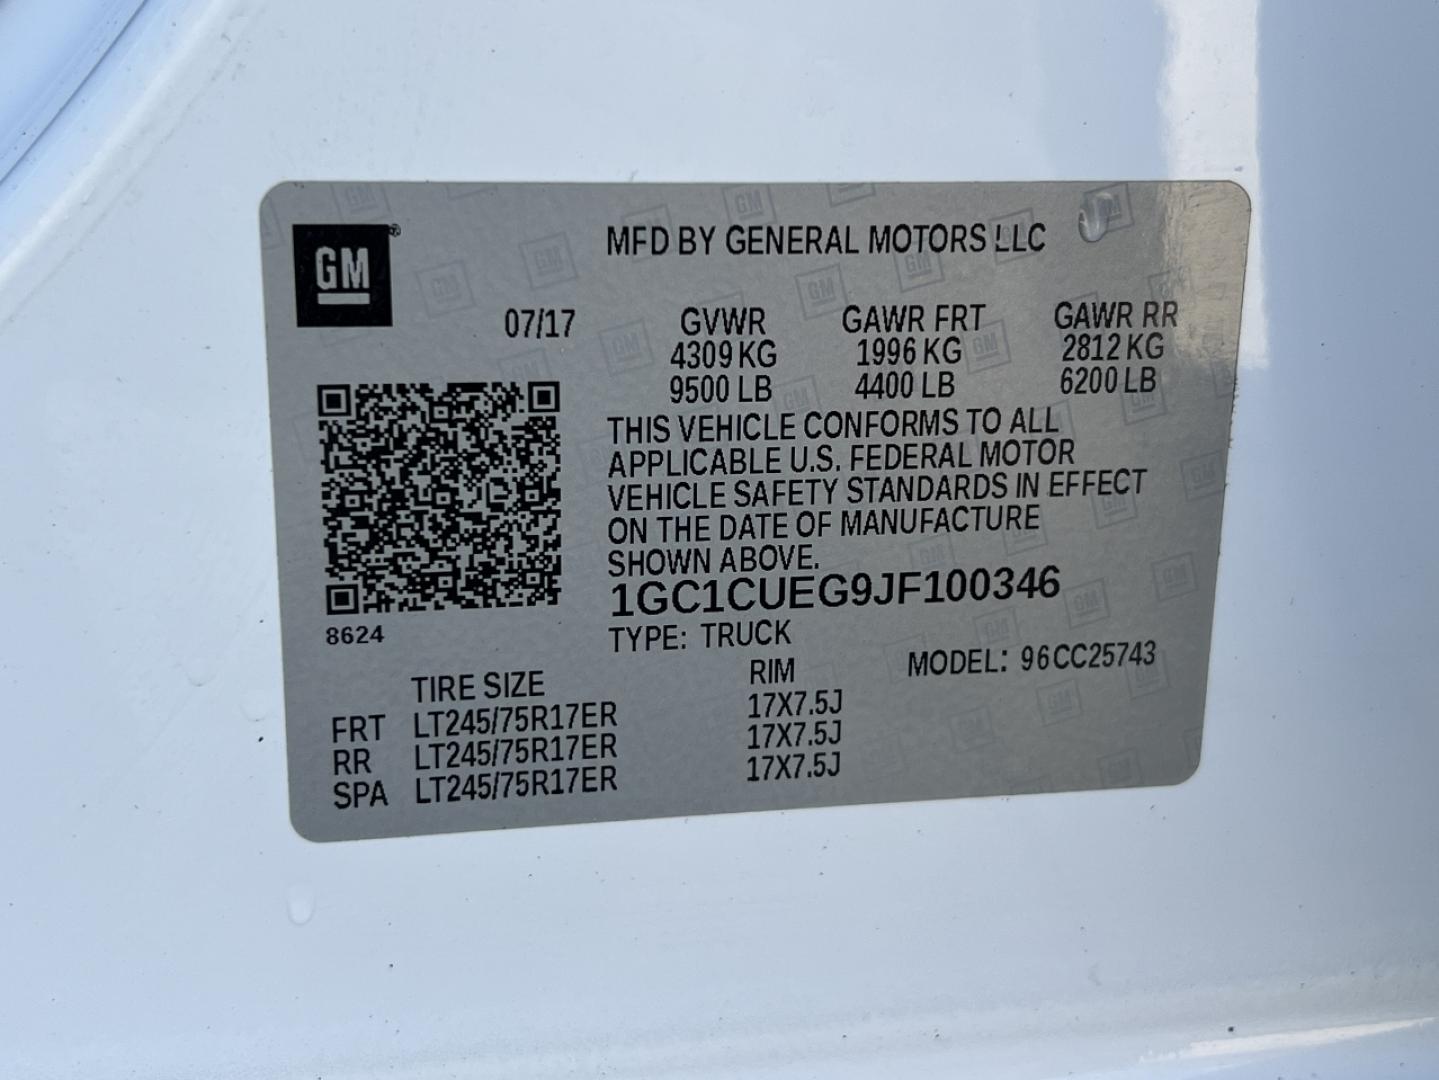 GM®
MFD BY GENERAL MOTORS LLC
07/17 GVWR GAWR FRT GAWR RR
4309 KG 1996 KG 2812 KG
9500 LB 4400 LB 6200 LB
THIS VEHICLE CONFORMS TO ALL
APPLICABLE U.S. FEDERAL MOTOR
VEHICLE SAFETY STANDARDS IN EFFECT
ON THE DATE OF MANUFACTURE
SHOWN ABOVE.
1GC1CUEG9JF100346
8624
TYPE: TRUCK
MODEL: 96CC25743
TIRE SIZE RIM
FRT LT245/75R17ER 17X7.5J
RR LT245/75R17ER 17X7.5J
SPA LT245/75R17ER 17X7.5J